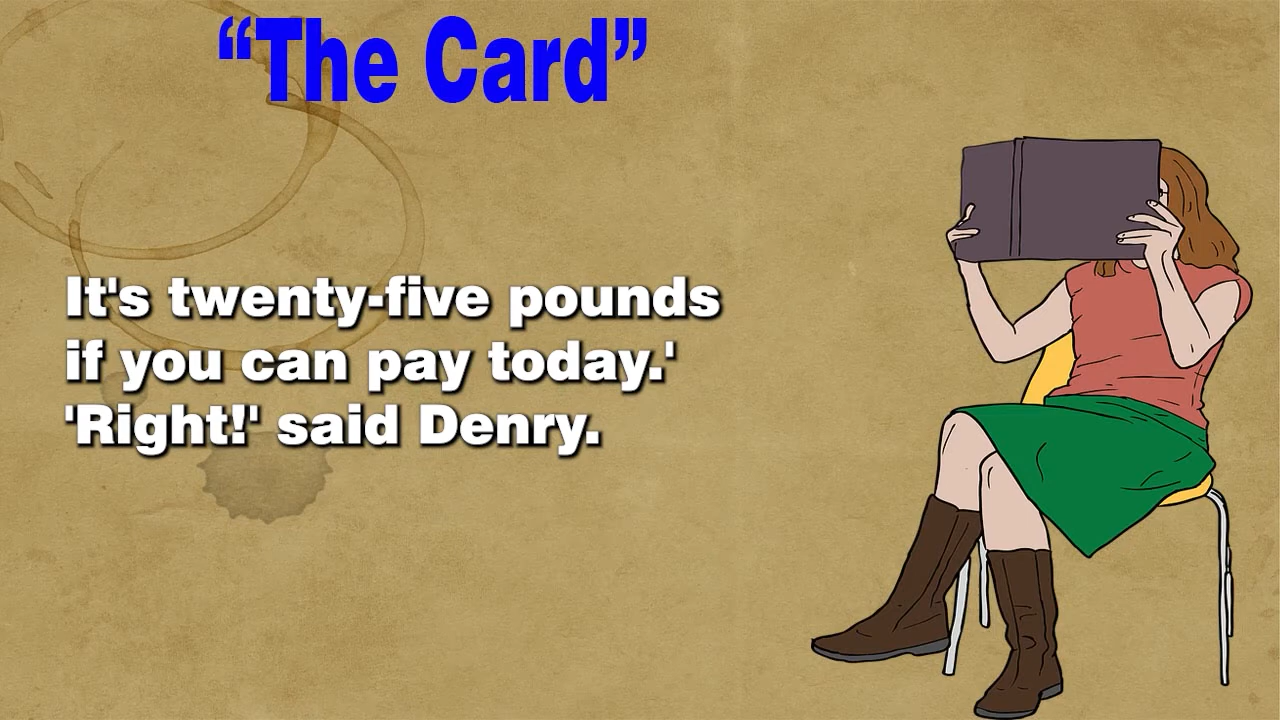 “The Card”
It's twenty-five pounds
if you can pay today.'
'Right!' said Denry.